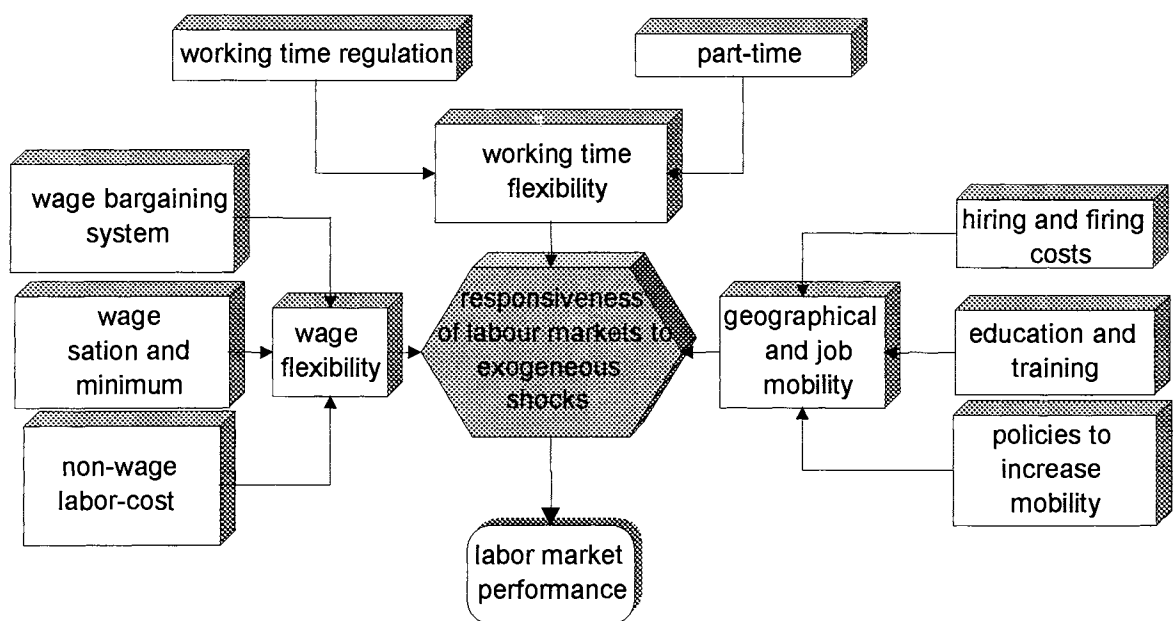 working time regulation
part-time
working time
flexibility
wage bargaining
system
hiring and firing
costs
responsiveness
of labour markets to
exogeneous
shocks
wage
sation and
minimum
wage
flexibility
geographical
and job
mobility
education and
training
non-wage
labor-cost
policies to
increase
mobility
labor market
performance